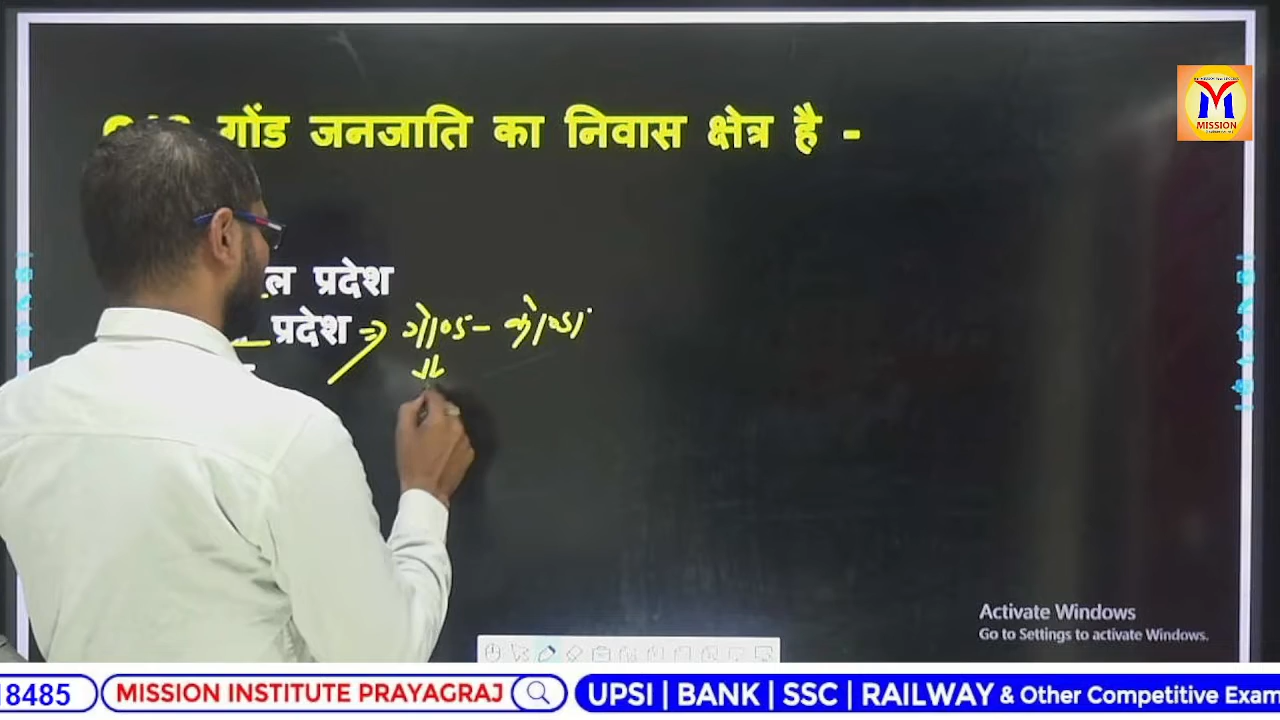 गोंड जनजाति का निवास क्षेत्र है -
ल प्रदेश
प्रदेश ⇒ गोण्ड - कोण्डा
MISSION
Activate Windows
Go to Settings to activate Windows.
18485
MISSION INSTITUTE PRAYAGRAJ
UPSI | BANK | SSC | RAILWAY & Other Competitive Exam